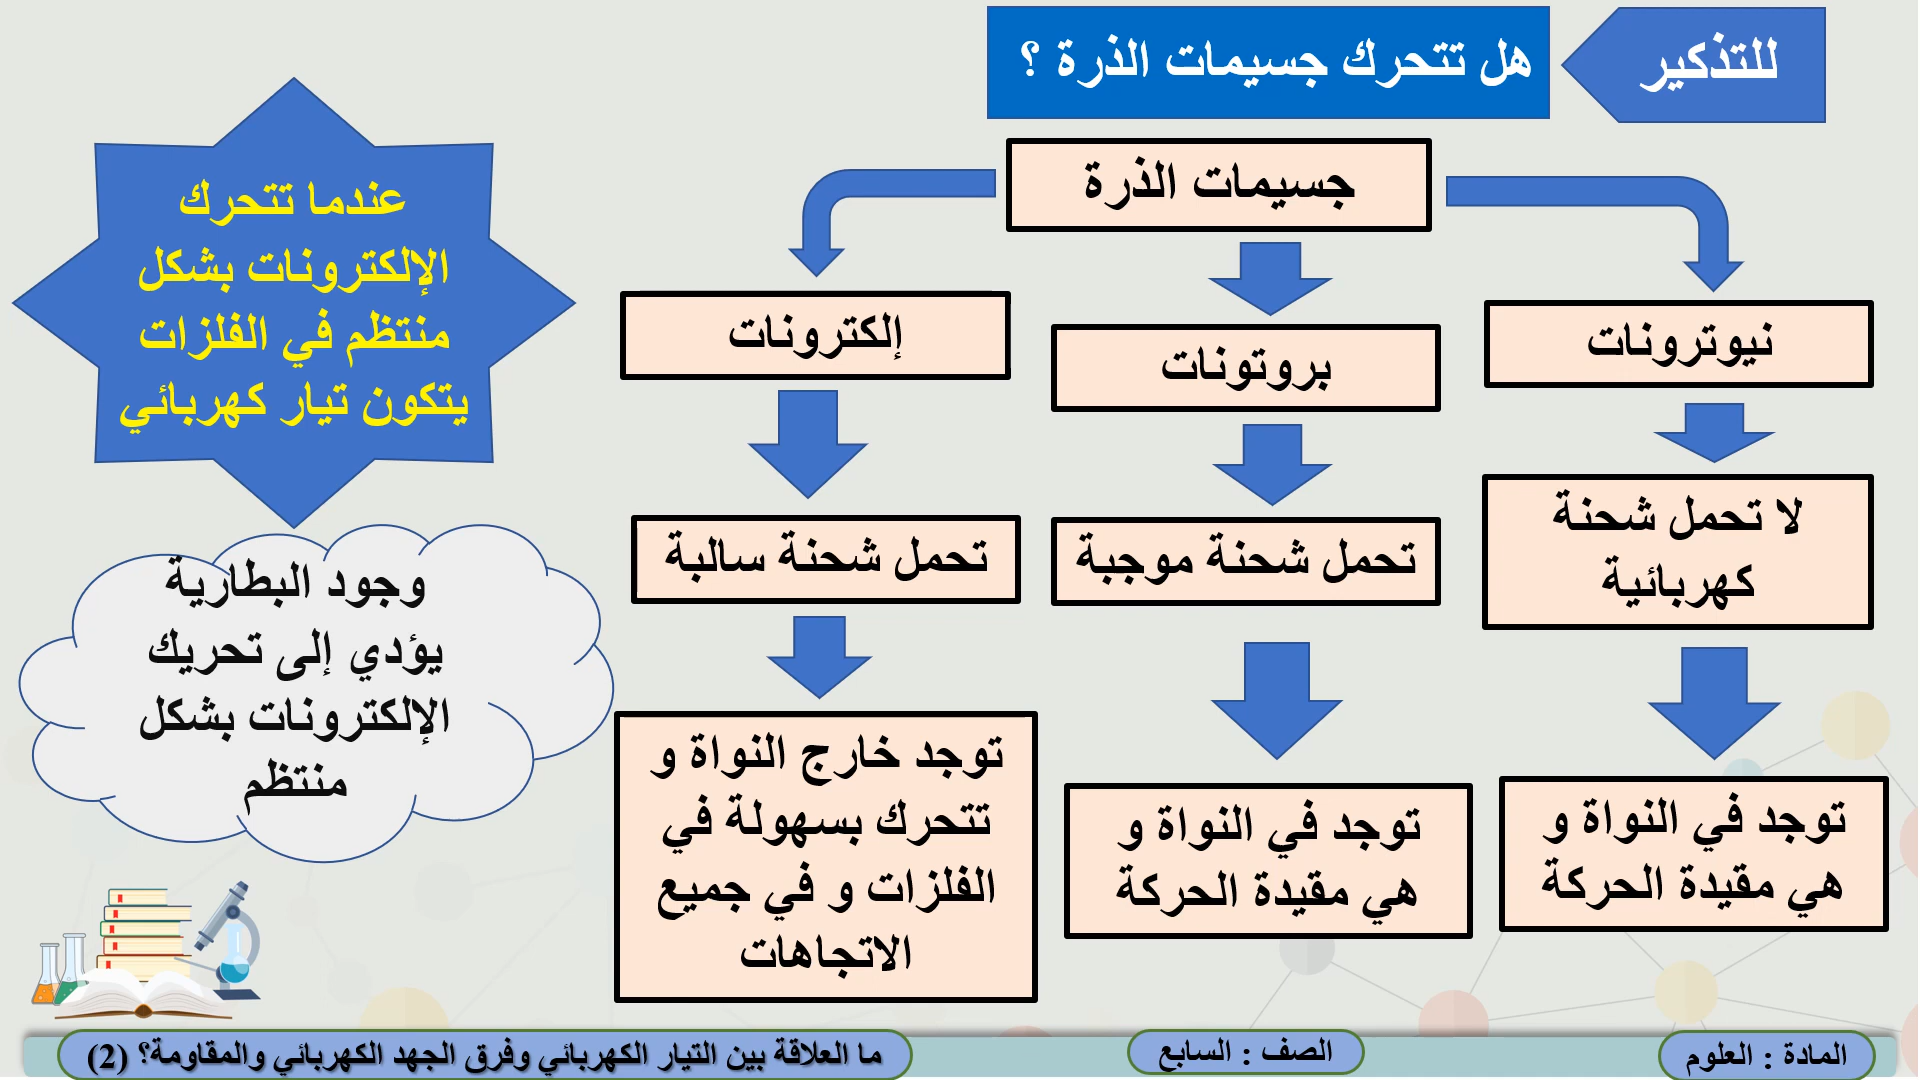 للتذكير
هل تتحرك جسيمات الذرة ؟
جسيمات الذرة
نيوترونات
لا تحمل شحنة
كهربائية
توجد في النواة و
هي مقيدة الحركة
بروتونات
تحمل شحنة موجبة
توجد في النواة و
هي مقيدة الحركة
إلكترونات
تحمل شحنة سالبة
توجد خارج النواة و
تتحرك بسهولة في
الفلزات و في جميع
الاتجاهات
عندما تتحرك
الإلكترونات بشكل
منتظم في الفلزات
يتكون تيار كهربائي
وجود البطارية
يؤدي إلى تحريك
الإلكترونات بشكل
منتظم
المادة : العلوم
الصف : السابع
ما العلاقة بين التيار الكهربائي وفرق الجهد الكهربائي والمقاومة؟ (2)